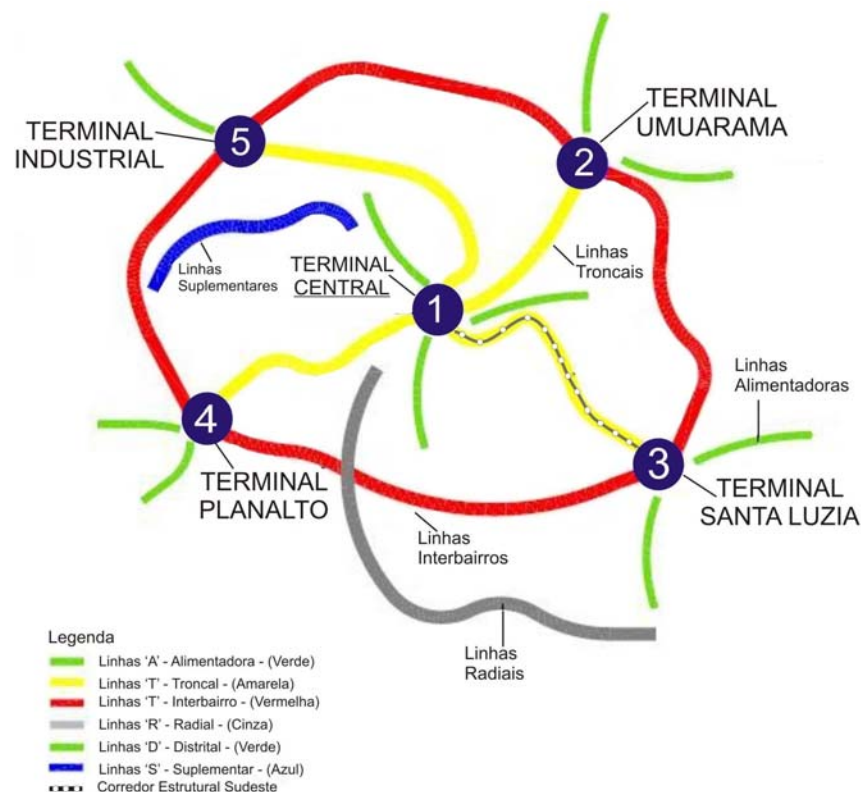 TERMINAL
INDUSTRIAL
5
2
TERMINAL
UMUARAMA
Linhas
Suplementares
TERMINAL
CENTRAL
1
Linhas
Troncais
Linhas
Alimentadoras
4
TERMINAL
PLANALTO
3
TERMINAL
SANTA LUZIA
Linhas
Interbairros
Linhas
Radiais
Legenda
Linhas ‘A’ - Alimentadora - (Verde)
Linhas ‘T’ - Troncal - (Amarela)
Linhas ‘T’ - Interbairro - (Vermelha)
Linhas ‘R’ - Radial - (Cinza)
Linhas ‘D’ - Distrital - (Verde)
Linhas ‘S’ - Suplementar - (Azul)
Corredor Estrutural Sudeste